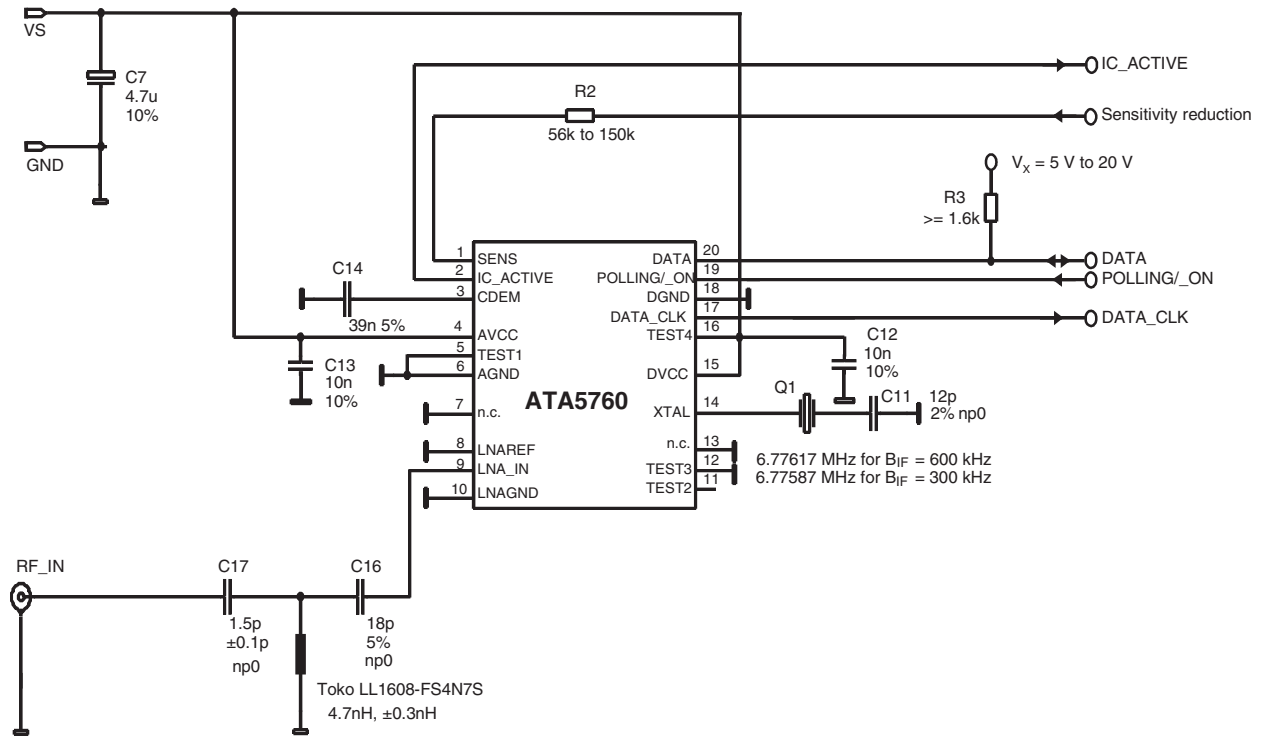 VS
C7
4.7u
10%
GND
IC_ACTIVE
R2
56k to 150k
Sensitivity reduction
VX = 5 V to 20 V
R3
>= 1.6k
DATA
POLLING/_ON
DATA_CLK
C14
39n 5%
C13
10n
10%
1 SENS
2 IC_ACTIVE
3 CDEM
4 AVCC
5 TEST1
6 AGND
7 n.c.
8 LNAREF
9 LNA_IN
10 LNAGND
ATA5760
DATA 20
POLLING/_ON 19
DGND 18
DATA_CLK 17
TEST4 16
DVCC 15
XTAL 14
n.c. 13
TEST3 12
TEST2 11
C12
10n
10%
Q1
C11
12p
2% np0
6.77617 MHz for BIF = 600 kHz
6.77587 MHz for BIF = 300 kHz
RF_IN
C17
1.5p
±0.1p
np0
C16
18p
5%
np0
Toko LL1608-FS4N7S
4.7nH, ±0.3nH